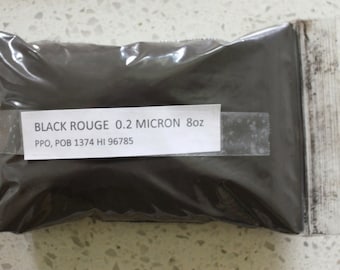 BLACK ROUGE 0.2 MICRON 8oz
PPO, POB 1374 HI 96785